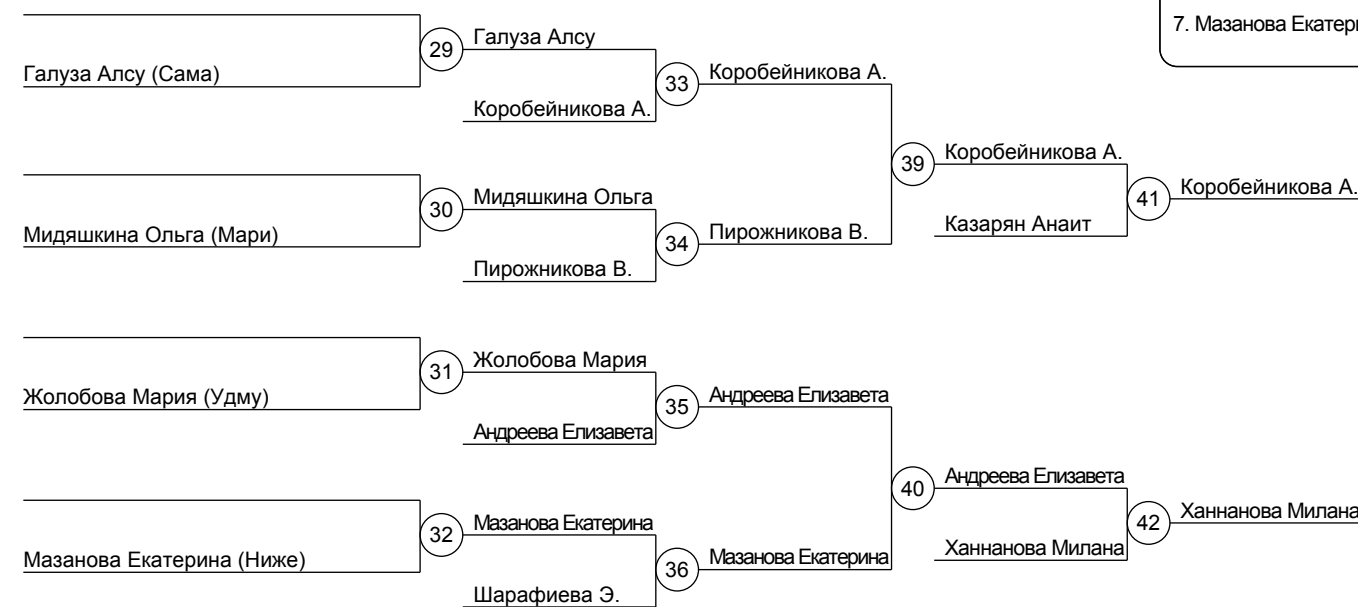 7. Мазанова Екатери
29 Галуза Алсу
Галуза Алсу (Сама)
33 Коробейникова А.
Коробейникова А.
39 Коробейникова А.
30 Мидяшкина Ольга
41 Коробейникова А.
Мидяшкина Ольга (Мари)
34 Пирожникова В.
Казарян Анаит
Пирожникова В.
31 Жолобова Мария
Жолобова Мария (Удму)
35 Андреева Елизавета
Андреева Елизавета
40 Андреева Елизавета
32 Мазанова Екатерина
42 Ханнанова Милана
Мазанова Екатерина (Ниже)
36 Мазанова Екатерина
Ханнанова Милана
Шарафиева Э.